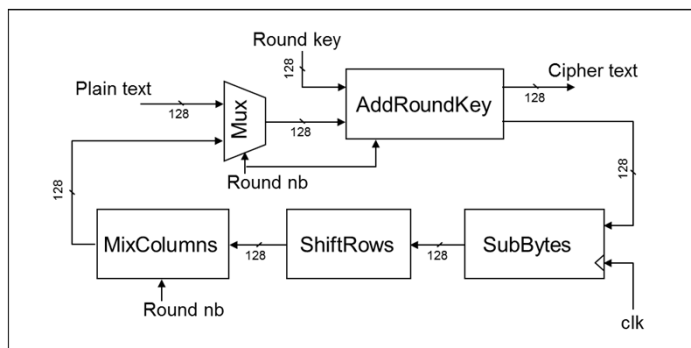 Round key
128
Plain text
128
Mux
128
AddRoundKey
Cipher text
128
Round nb
128
128
MixColumns
128
ShiftRows
128
SubBytes
Round nb
clk